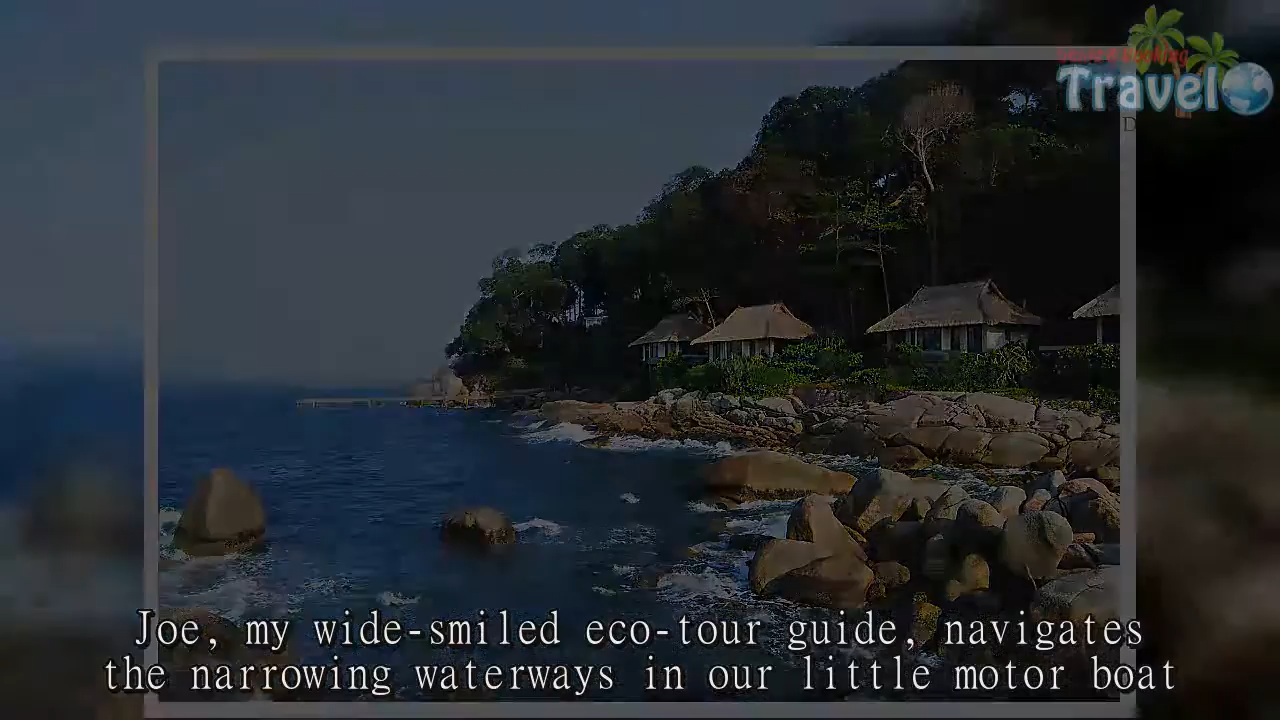 Travel
D
Joe, my wide-smiled eco-tour guide, navigates
the narrowing waterways in our little motor boat